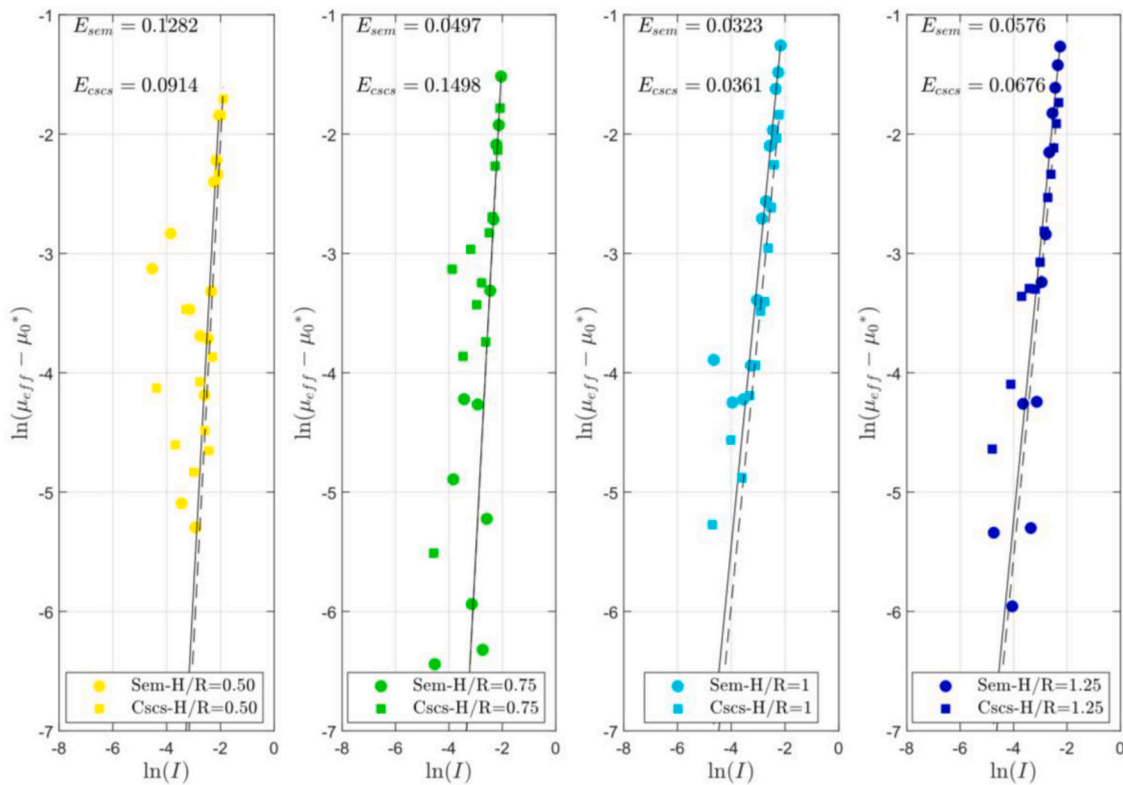 E_sem = 0.1282
E_cscs = 0.0914
-1
-2
-3
-4
-5
-6
-7
ln(μ_eff − μ_0*)
Sem-H/R=0.50
Cscs-H/R=0.50
-8 -6 -4 -2 0
ln(I)
E_sem = 0.0497
E_cscs = 0.1498
-1
-2
-3
-4
-5
-6
-7
ln(μ_eff − μ_0*)
Sem-H/R=0.75
Cscs-H/R=0.75
-8 -6 -4 -2 0
ln(I)
E_sem = 0.0323
E_cscs = 0.0361
-1
-2
-3
-4
-5
-6
-7
ln(μ_eff − μ_0*)
Sem-H/R=1
Cscs-H/R=1
-8 -6 -4 -2 0
ln(I)
E_sem = 0.0576
E_cscs = 0.0676
-1
-2
-3
-4
-5
-6
-7
ln(μ_eff − μ_0*)
Sem-H/R=1.25
Cscs-H/R=1.25
-8 -6 -4 -2 0
ln(I)